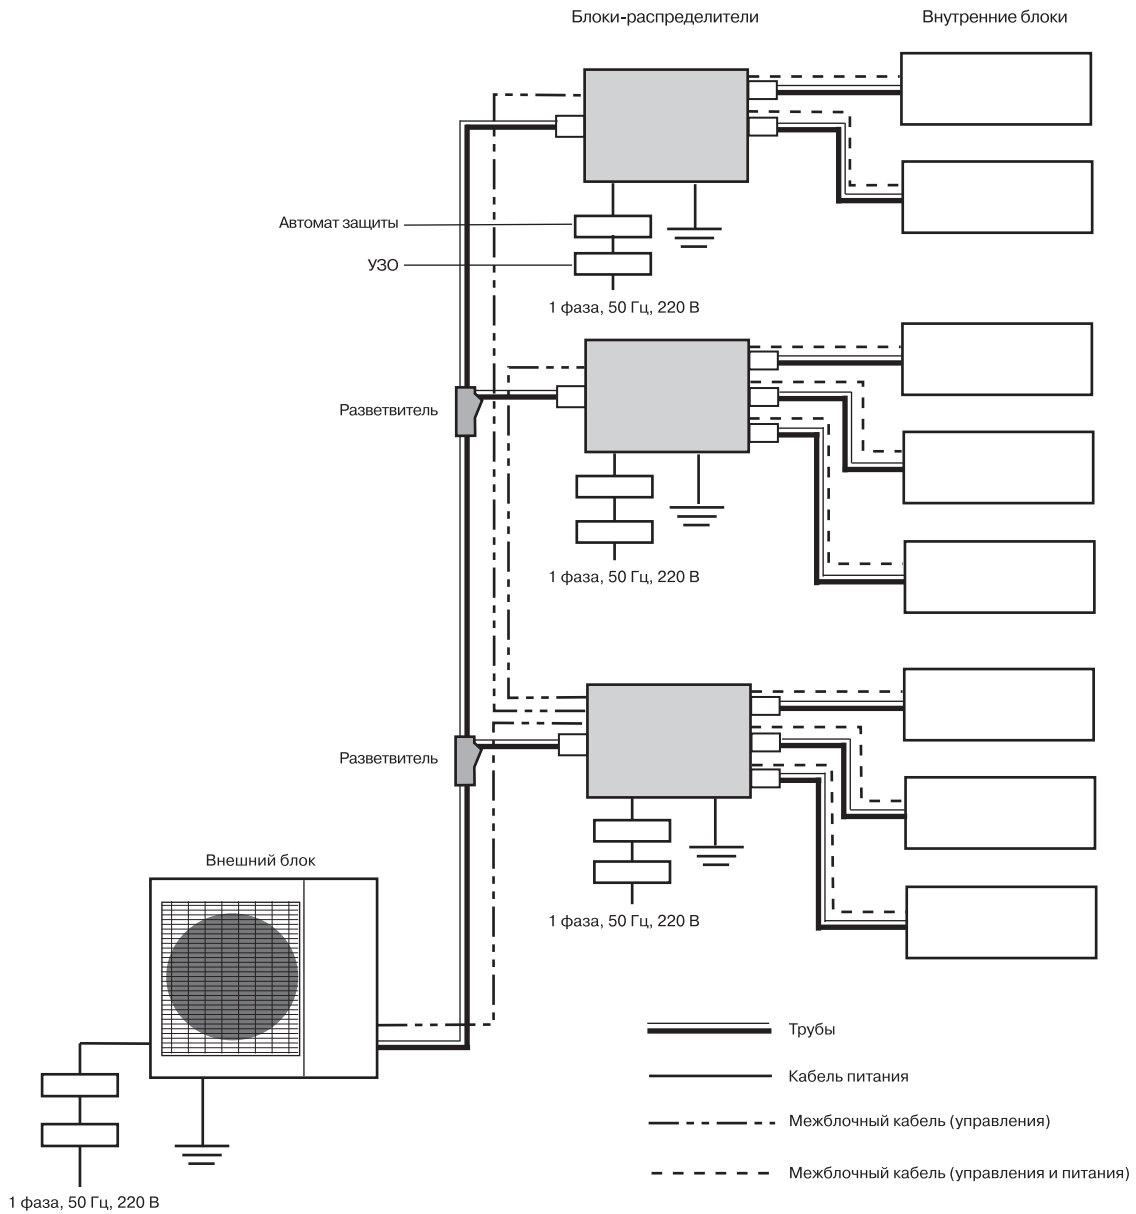 Блоки-распределители
Внутренние блоки
Автомат защиты
УЗО
1 фаза, 50 Гц, 220 В
Разветвитель
1 фаза, 50 Гц, 220 В
Разветвитель
Внешний блок
1 фаза, 50 Гц, 220 В
Трубы
Кабель питания
Межблочный кабель (управления)
Межблочный кабель (управления и питания)
1 фаза, 50 Гц, 220 В